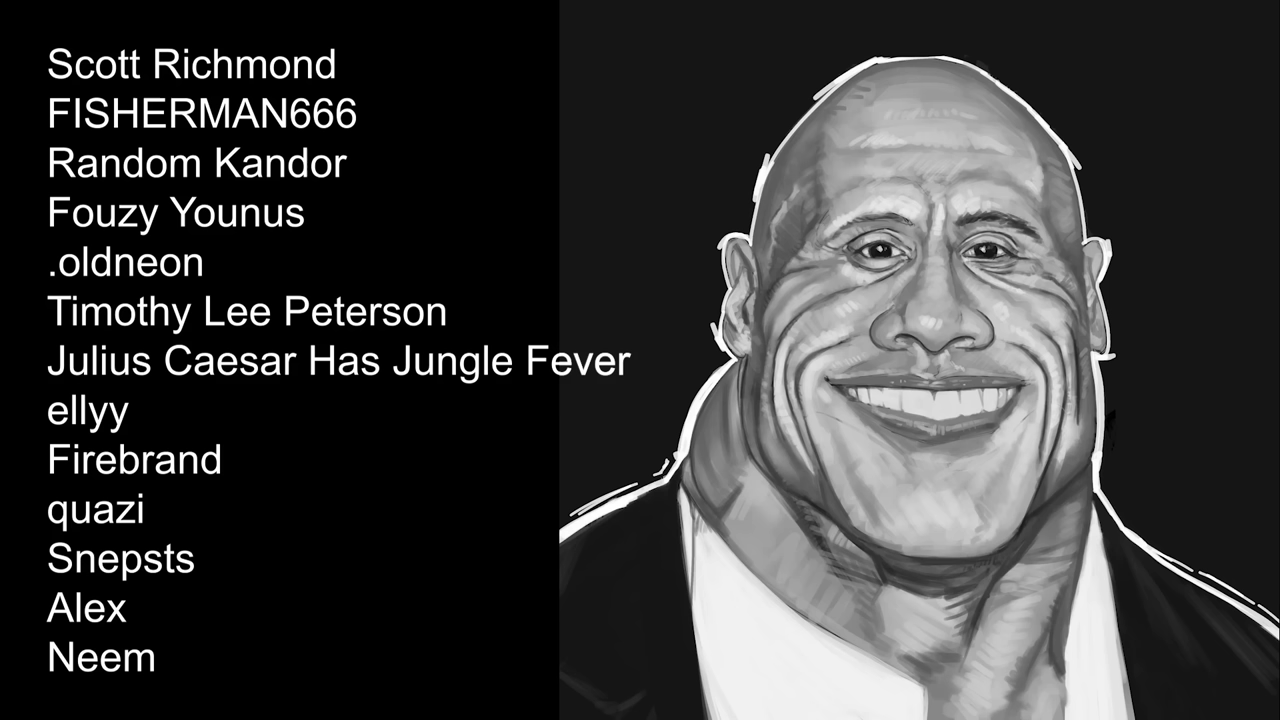 Scott Richmond
FISHERMAN666
Random Kandor
Fouzy Younus
.oldneon
Timothy Lee Peterson
Julius Caesar Has Jungle Fever
ellyy
Firebrand
quazi
Snepsts
Alex
Neem